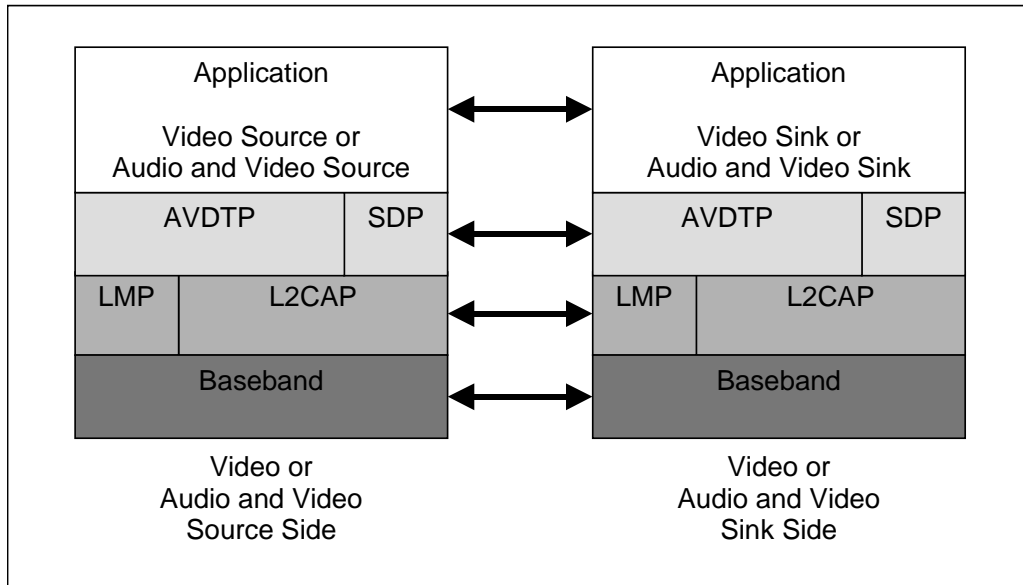 Application
Video Source or
Audio and Video Source
AVDTP
SDP
LMP
L2CAP
Baseband
Video or
Audio and Video
Source Side
Application
Video Sink or
Audio and Video Sink
AVDTP
SDP
LMP
L2CAP
Baseband
Video or
Audio and Video
Sink Side